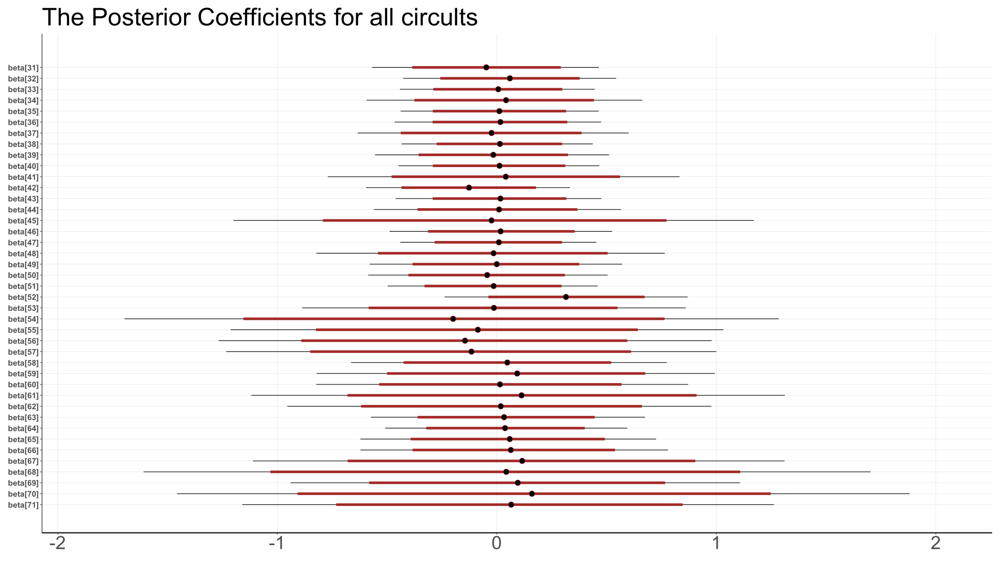 The Posterior Coefficients for all circults
beta[31]
beta[32]
beta[33]
beta[34]
beta[35]
beta[36]
beta[37]
beta[38]
beta[39]
beta[40]
beta[41]
beta[42]
beta[43]
beta[44]
beta[45]
beta[46]
beta[47]
beta[48]
beta[49]
beta[50]
beta[51]
beta[52]
beta[53]
beta[54]
beta[55]
beta[56]
beta[57]
beta[58]
beta[59]
beta[60]
beta[61]
beta[62]
beta[63]
beta[64]
beta[65]
beta[66]
beta[67]
beta[68]
beta[69]
beta[70]
beta[71]
-2 -1 0 1 2